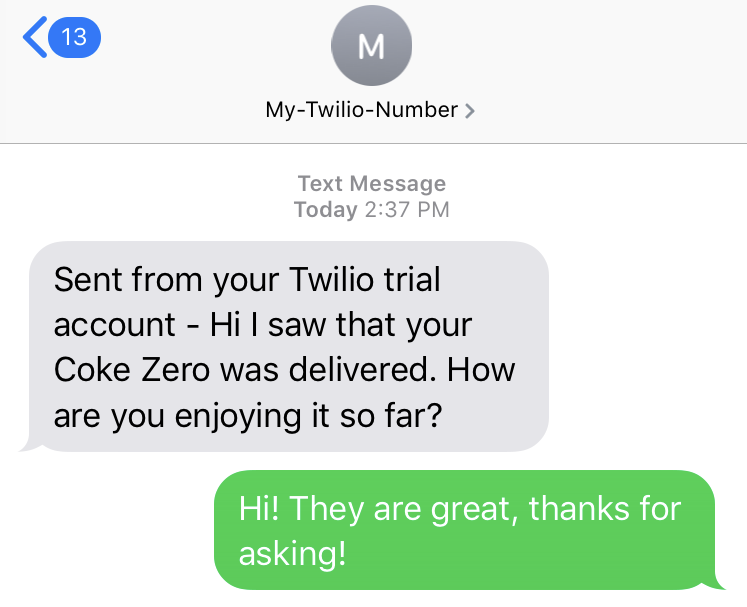 13
M
My-Twilio-Number
Text Message
Today 2:37 PM
Sent from your Twilio trial
account - Hi I saw that your
Coke Zero was delivered. How
are you enjoying it so far?
Hi! They are great, thanks for
asking!